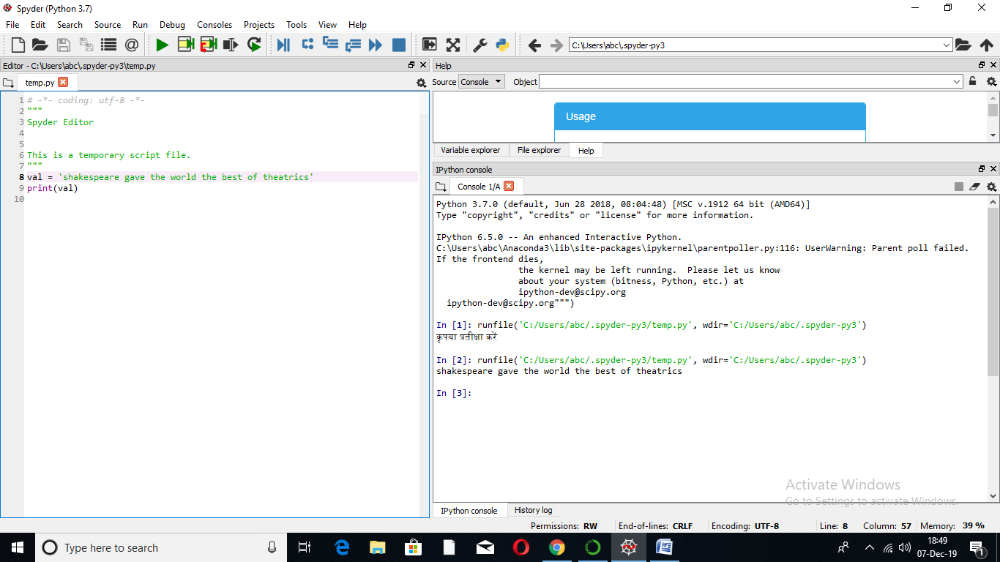 Spyder (Python 3.7)
File Edit Search Source Run Debug Consoles Projects Tools View Help
C:\Users\abc\.spyder-py3
Editor - C:\Users\abc\.spyder-py3\temp.py
temp.py
1 # -*- coding: utf-8 -*-
2 """
3 Spyder Editor
4
5
6 This is a temporary script file.
7 """
8 val = 'shakespeare gave the world the best of theatrics'
9 print(val)
10
Help
Source Console Object
Usage
Variable explorer File explorer Help
IPython console
Console 1/A
Python 3.7.0 (default, Jun 28 2018, 08:04:48) [MSC v.1912 64 bit (AMD64)]
Type "copyright", "credits" or "license" for more information.
IPython 6.5.0 -- An enhanced Interactive Python.
C:\Users\abc\Anaconda3\lib\site-packages\ipykernel\parentpoller.py:116: UserWarning: Parent poll failed.
If the frontend dies,
the kernel may be left running.  Please let us know
about your system (bitness, Python, etc.) at
ipython-dev@scipy.org
ipython-dev@scipy.org""")
In [1]: runfile('C:/Users/abc/.spyder-py3/temp.py', wdir='C:/Users/abc/.spyder-py3')
कृपया प्रतीक्षा करें
In [2]: runfile('C:/Users/abc/.spyder-py3/temp.py', wdir='C:/Users/abc/.spyder-py3')
shakespeare gave the world the best of theatrics
In [3]:
Activate Windows
Go to Settings to activate Windows.
IPython console History log
Permissions: RW End-of-lines: CRLF Encoding: UTF-8 Line: 8 Column: 57 Memory: 39 %
Type here to search
18:49
07-Dec-19
1